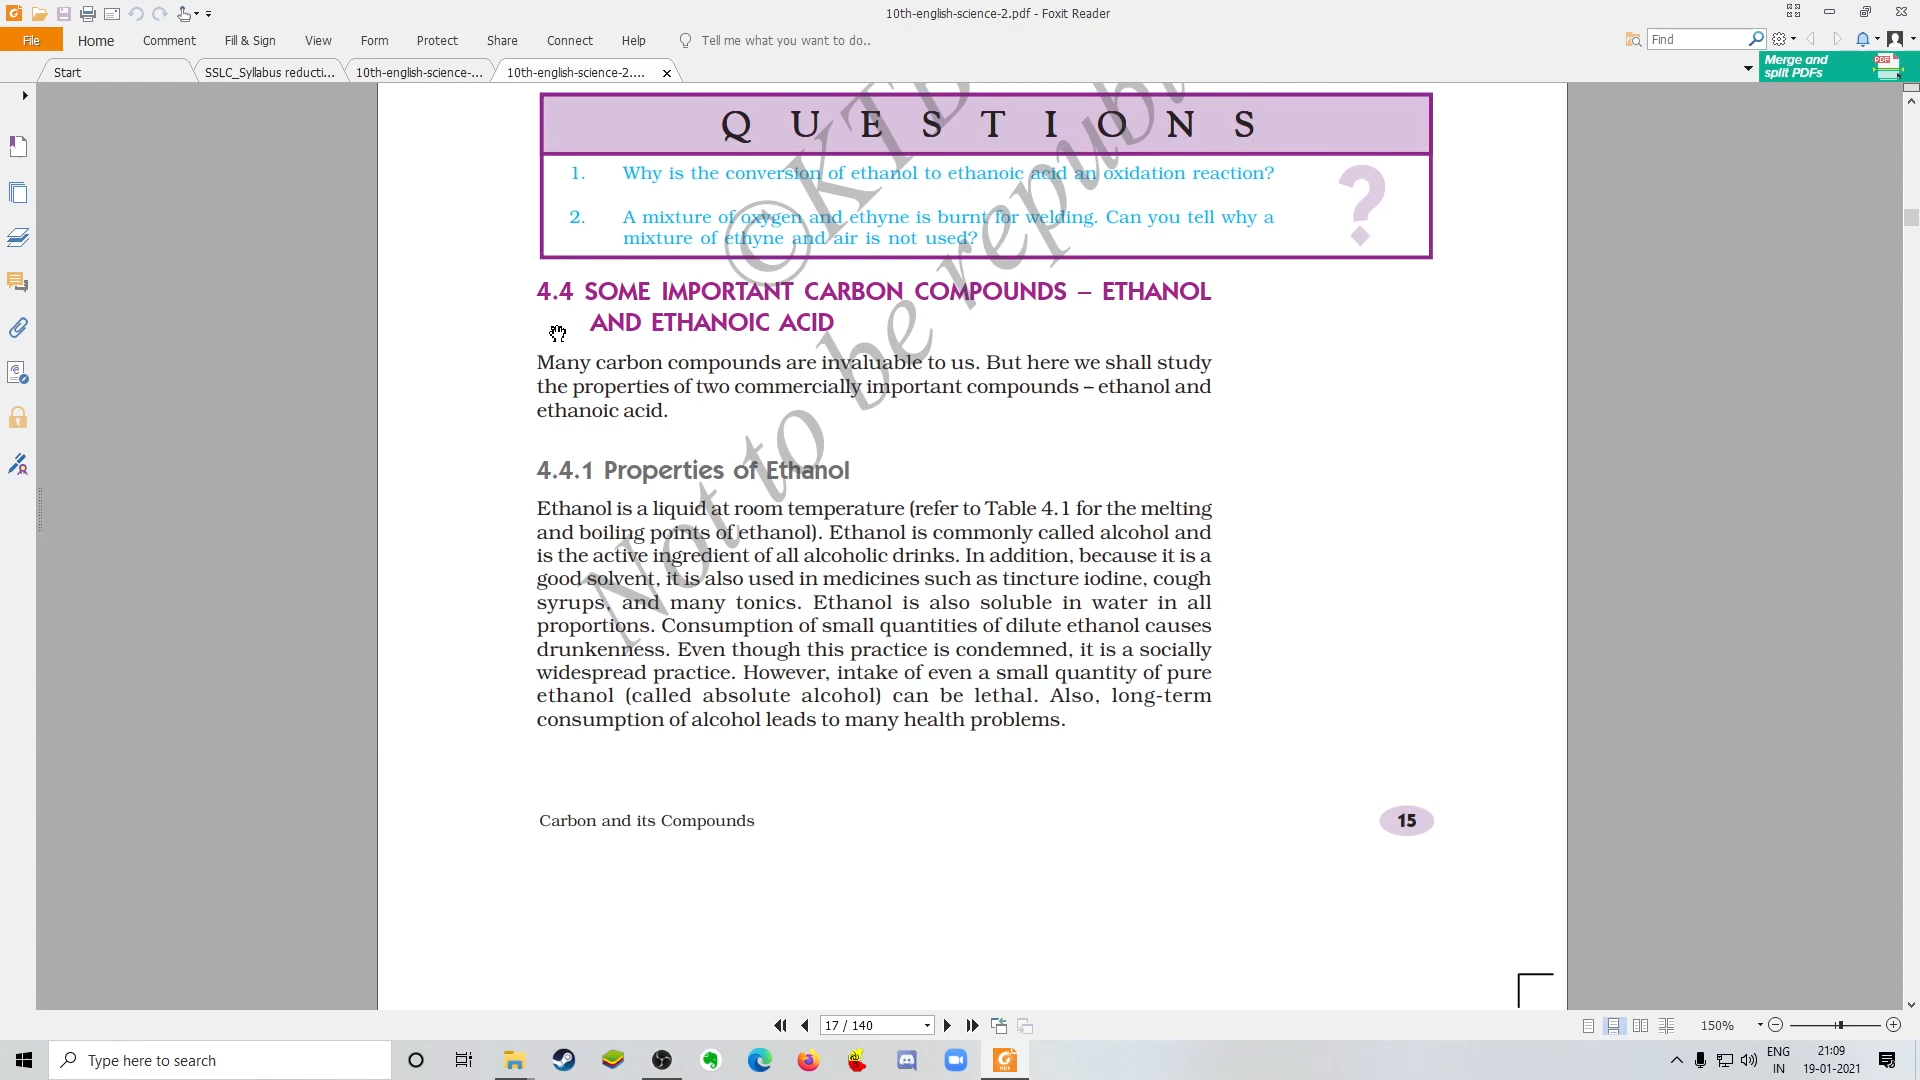 10th-english-science-2.pdf - Foxit Reader
File Home Comment Fill & Sign View Form Protect Share Connect Help Tell me what you want to do.. Find
Start SSLC_Syllabus reducti... 10th-english-science-... 10th-english-science-2....
Merge and
split PDFs
QUESTIONS
1. Why is the conversion of ethanol to ethanoic acid an oxidation reaction?
2. A mixture of oxygen and ethyne is burnt for welding. Can you tell why a
mixture of ethyne and air is not used?
?
4.4 SOME IMPORTANT CARBON COMPOUNDS – ETHANOL
AND ETHANOIC ACID
Many carbon compounds are invaluable to us. But here we shall study
the properties of two commercially important compounds – ethanol and
ethanoic acid.
4.4.1 Properties of Ethanol
Ethanol is a liquid at room temperature (refer to Table 4.1 for the melting
and boiling points of ethanol). Ethanol is commonly called alcohol and
is the active ingredient of all alcoholic drinks. In addition, because it is a
good solvent, it is also used in medicines such as tincture iodine, cough
syrups, and many tonics. Ethanol is also soluble in water in all
proportions. Consumption of small quantities of dilute ethanol causes
drunkenness. Even though this practice is condemned, it is a socially
widespread practice. However, intake of even a small quantity of pure
ethanol (called absolute alcohol) can be lethal. Also, long-term
consumption of alcohol leads to many health problems.
©KTB
Not to be republ
Carbon and its Compounds 15
17 / 140
150%
Type here to search
ENG
IN
21:09
19-01-2021